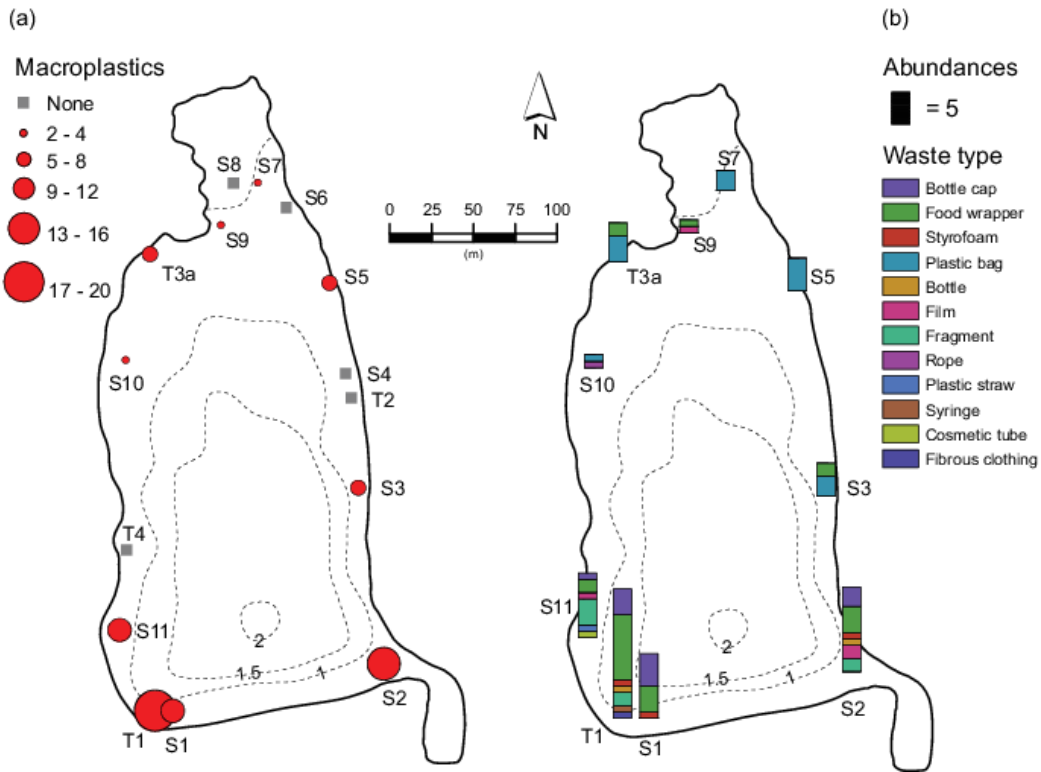 (a)
Macroplastics
None
2 - 4
5 - 8
9 - 12
13 - 16
17 - 20
S8
S7
S6
S9
T3a
S5
S10
S4
T2
S3
T4
S11
2
1.5
1
S2
T1
S1
N
0 25 50 75 100
(m)
(b)
Abundances
= 5
Waste type
Bottle cap
Food wrapper
Styrofoam
Plastic bag
Bottle
Film
Fragment
Rope
Plastic straw
Syringe
Cosmetic tube
Fibrous clothing
S7
S9
T3a
S5
S10
S3
S11
2
1.5
1
S2
T1
S1